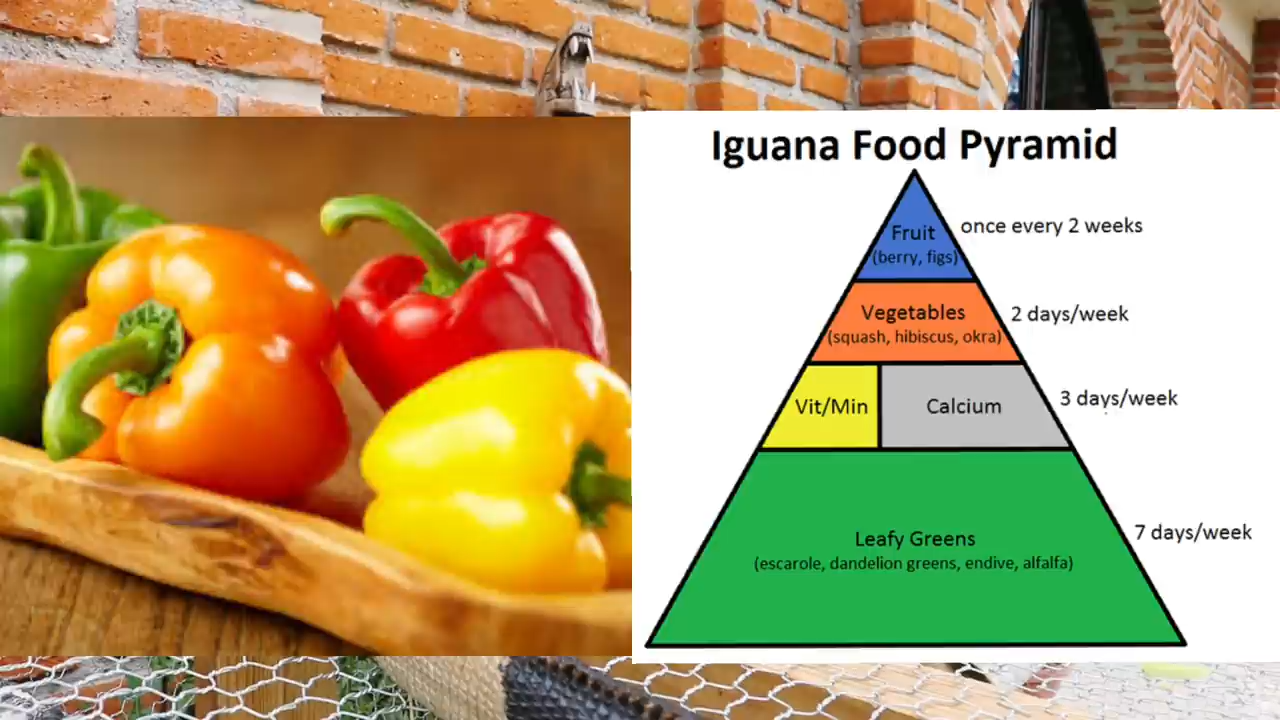 Iguana Food Pyramid
Fruit
(berry, figs)
once every 2 weeks
Vegetables
(squash, hibiscus, okra)
2 days/week
Vit/Min
Calcium
3 days/week
Leafy Greens
(escarole, dandelion greens, endive, alfalfa)
7 days/week